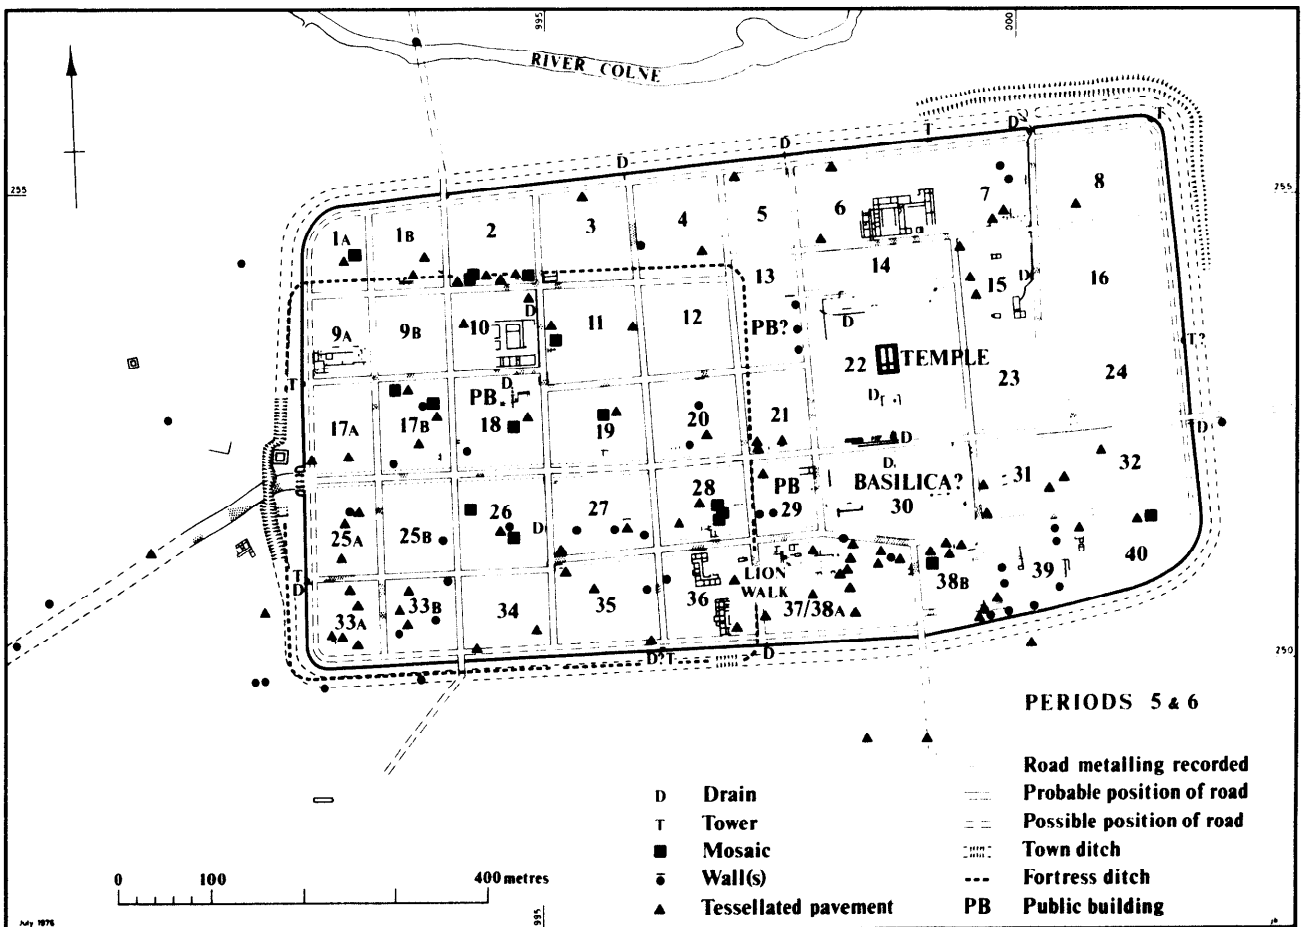 995
000
RIVER COLNE
255
255
D
T
D
D
D
T
1A
1B
2
3
4
5
6
7
8
9A
9B
10
11
12
13
14
15
16
D
D
D
PB?
T?
22
TEMPLE
23
24
T
D
PB
17A
17B
18
19
20
21
D
D
D
D
BASILICA?
30
31
32
25A
25B
26
27
28
PB
29
D
T
D
33A
33B
34
35
36
LION
WALK
37/38A
38B
39
40
D?T
D
250
PERIODS 5 & 6
Road metalling recorded
D Drain
Probable position of road
T Tower
Possible position of road
Mosaic
Town ditch
Wall(s)
Fortress ditch
Tessellated pavement
PB Public building
0 100 400 metres
July 1976
995